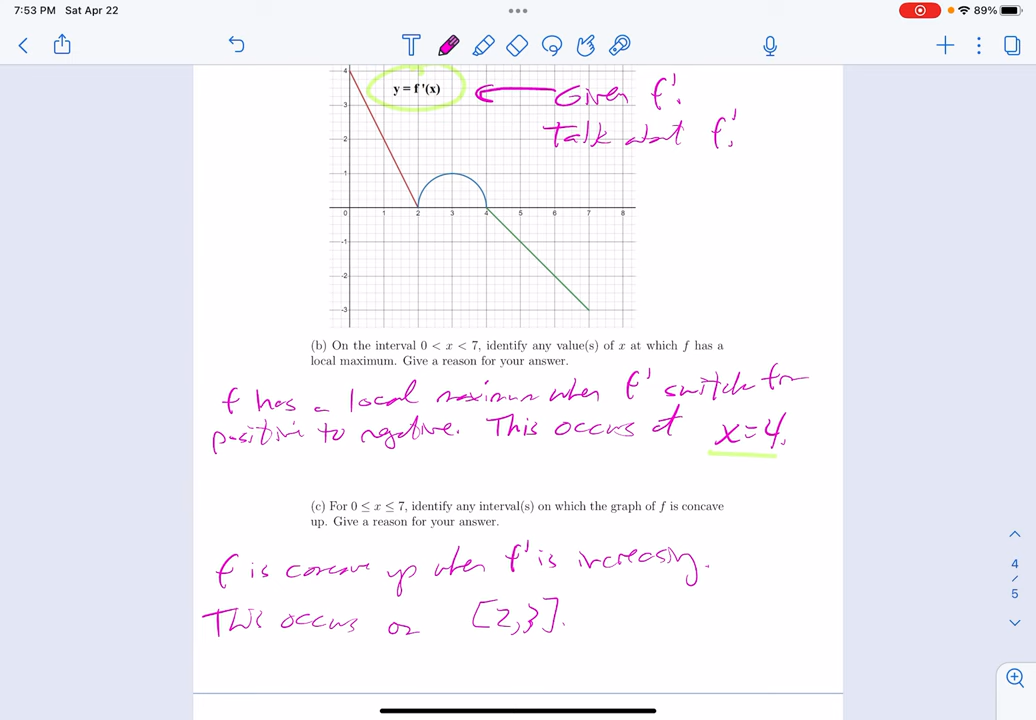 7:53 PM Sat Apr 22
89%
T
4
y = f '(x)
Given f'.
3
talk about f'.
2
1
0 1 2 3 4 5 6 7 8
-1
-2
-3
(b) On the interval 0 < x < 7, identify any value(s) of x at which f has a
local maximum. Give a reason for your answer.
f has a local maximum when f' switch from
positive to negative. This occurs at x=4.
(c) For 0 ≤ x ≤ 7, identify any interval(s) on which the graph of f is concave
up. Give a reason for your answer.
f is concave up when f' is increasing.
This occurs on [2,3].
4
/
5